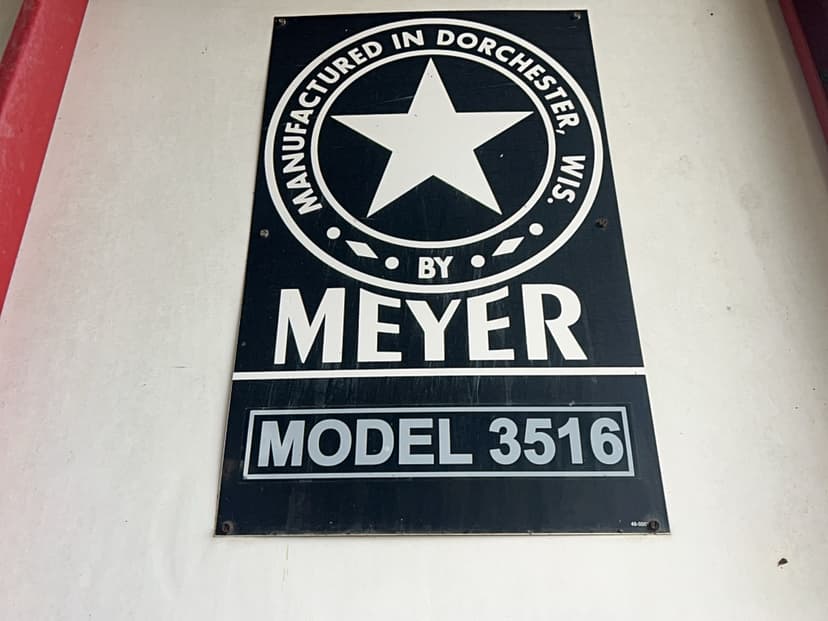 MANUFACTURED IN DORCHESTER, WIS.
BY
MEYER
MODEL 3516